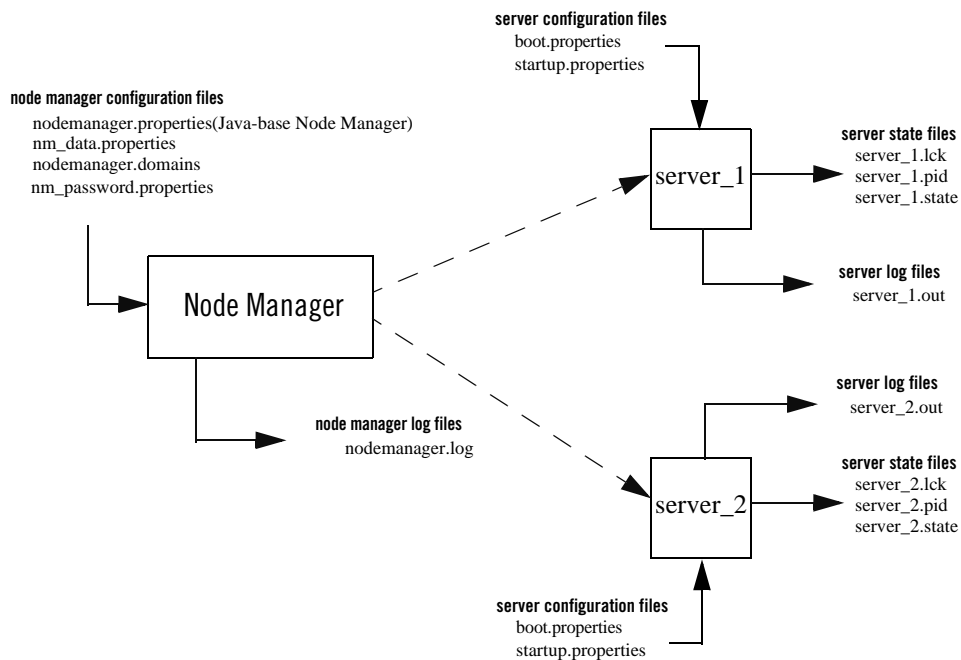 server configuration files
boot.properties
startup.properties
node manager configuration files
nodemanager.properties(Java-base Node Manager)
nm_data.properties
nodemanager.domains
nm_password.properties
server_1
server state files
server_1.lck
server_1.pid
server_1.state
server log files
server_1.out
Node Manager
node manager log files
nodemanager.log
server log files
server_2.out
server_2
server state files
server_2.lck
server_2.pid
server_2.state
server configuration files
boot.properties
startup.properties